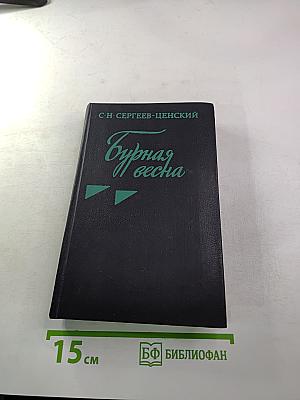 С·Н·СЕРГЕЕВ-ЦЕНСКИЙ
Бурная
весна
15 см
БФ БИБЛИОФАН